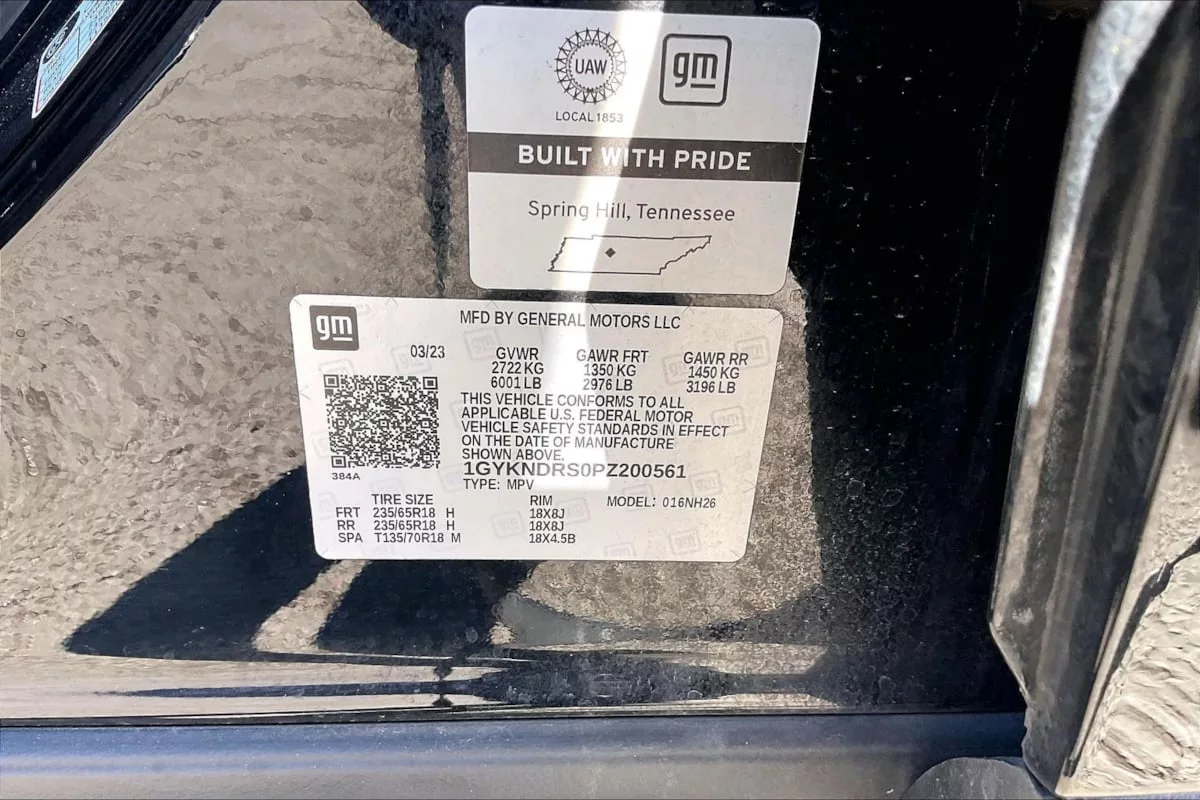 UAW
gm
LOCAL 1853
BUILT WITH PRIDE
Spring Hill, Tennessee
gm
MFD BY GENERAL MOTORS LLC
03/23
GVWR GAWR FRT GAWR RR
2722 KG 1350 KG 1450 KG
6001 LB 2976 LB 3196 LB
THIS VEHICLE CONFORMS TO ALL
APPLICABLE U.S. FEDERAL MOTOR
VEHICLE SAFETY STANDARDS IN EFFECT
ON THE DATE OF MANUFACTURE
SHOWN ABOVE.
384A
1GYKNDRS0PZ200561
TYPE: MPV
TIRE SIZE RIM MODEL: 016NH26
FRT 235/65R18 H 18X8J
RR 235/65R18 H 18X8J
SPA T135/70R18 M 18X4.5B